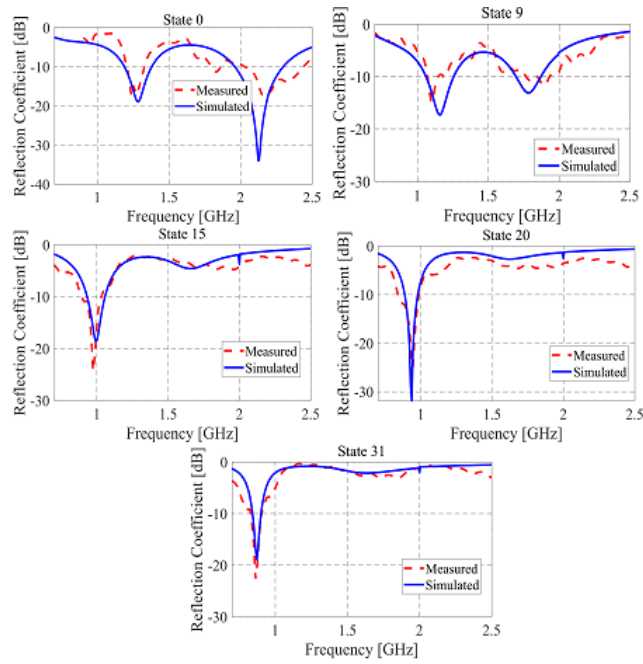 State 0
Reflection Coefficient [dB]
0
-10
-20
-30
-40
Measured
Simulated
1
1.5
2
2.5
Frequency [GHz]
State 9
Reflection Coefficient [dB]
0
-10
-20
-30
Measured
Simulated
1
1.5
2
2.5
Frequency [GHz]
State 15
Reflection Coefficient [dB]
0
-10
-20
-30
Measured
Simulated
1
1.5
2
2.5
Frequency [GHz]
State 20
Reflection Coefficient [dB]
0
-10
-20
-30
Measured
Simulated
1
1.5
2
2.5
Frequency [GHz]
State 31
Reflection Coefficient [dB]
0
-10
-20
-30
Measured
Simulated
1
1.5
2
2.5
Frequency [GHz]